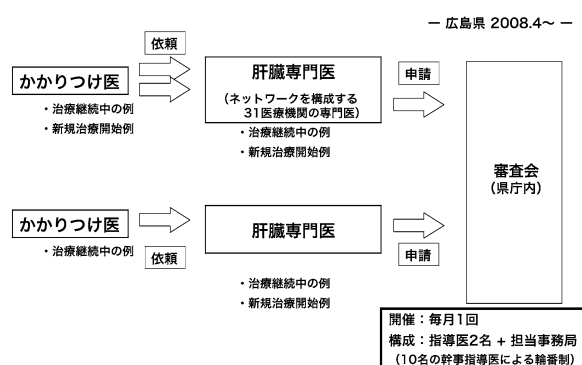 ― 広島県 2008.4～ ―
依頼
かかりつけ医
・治療継続中の例
・新規治療開始例
肝臓専門医
（ネットワークを構成する
31医療機関の専門医）
・治療継続中の例
・新規治療開始例
申請
審査会
（県庁内）
かかりつけ医
・治療継続中の例
依頼
肝臓専門医
・治療継続中の例
・新規治療開始例
申請
開催：毎月1回
構成：指導医2名 + 担当事務局
（10名の幹事指導医による輪番制）